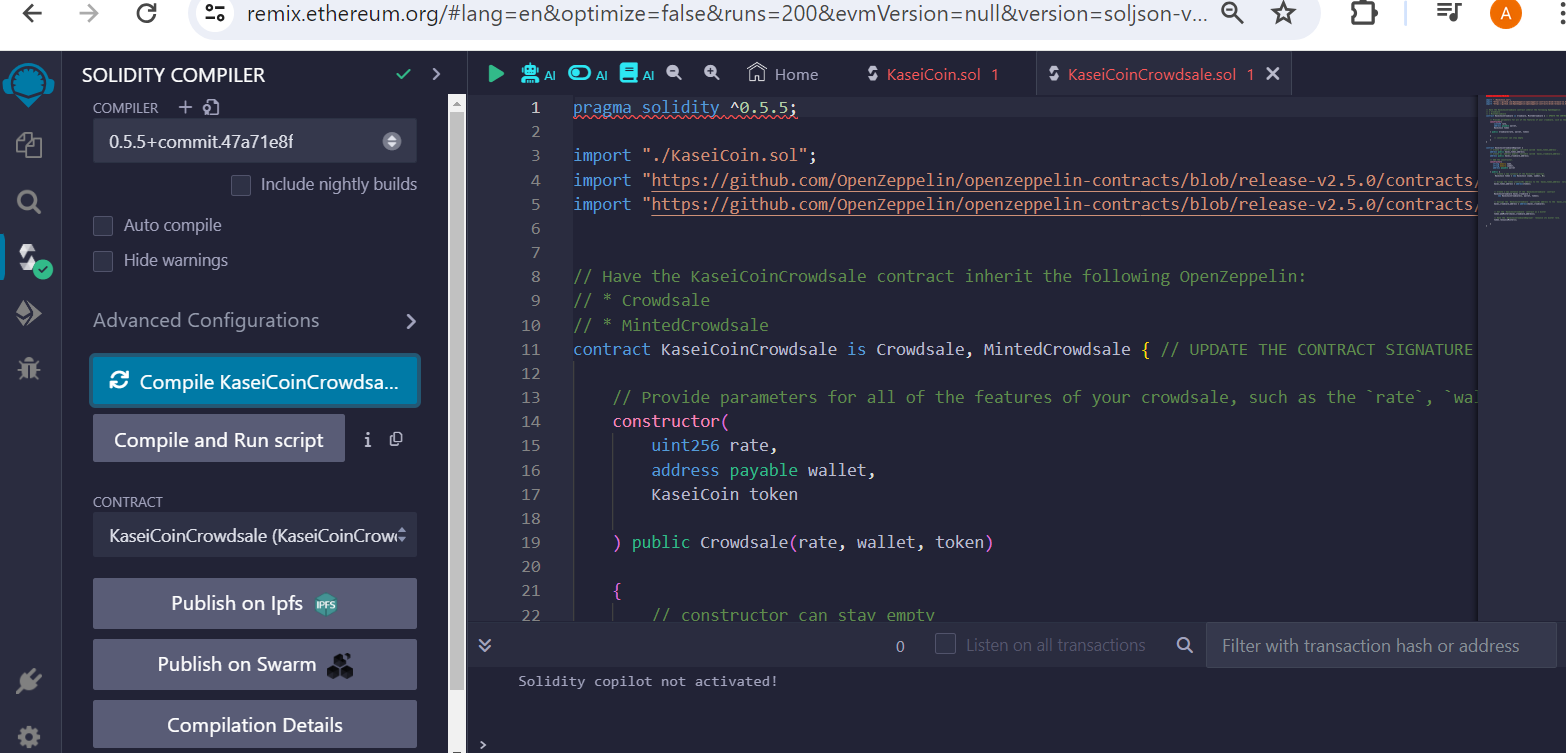 remix.ethereum.org/#lang=en&optimize=false&runs=200&evmVersion=null&version=soljson-v...
A
SOLIDITY COMPILER
COMPILER
0.5.5+commit.47a71e8f
Include nightly builds
Auto compile
Hide warnings
Advanced Configurations
Compile KaseiCoinCrowdsa...
Compile and Run script
i
CONTRACT
KaseiCoinCrowdsale (KaseiCoinCrow
Publish on Ipfs IPFS
Publish on Swarm
Compilation Details
AI AI AI Home KaseiCoin.sol 1 KaseiCoinCrowdsale.sol 1
1 pragma solidity ^0.5.5;
2
3 import "./KaseiCoin.sol";
4 import "https://github.com/OpenZeppelin/openzeppelin-contracts/blob/release-v2.5.0/contracts/
5 import "https://github.com/OpenZeppelin/openzeppelin-contracts/blob/release-v2.5.0/contracts/
6
7
8 // Have the KaseiCoinCrowdsale contract inherit the following OpenZeppelin:
9 // * Crowdsale
10 // * MintedCrowdsale
11 contract KaseiCoinCrowdsale is Crowdsale, MintedCrowdsale { // UPDATE THE CONTRACT SIGNATURE
12
13 // Provide parameters for all of the features of your crowdsale, such as the `rate`, `wal
14 constructor(
15 uint256 rate,
16 address payable wallet,
17 KaseiCoin token
18
19 ) public Crowdsale(rate, wallet, token)
20
21 {
22 // constructor can stay empty
0 Listen on all transactions Filter with transaction hash or address
Solidity copilot not activated!
>